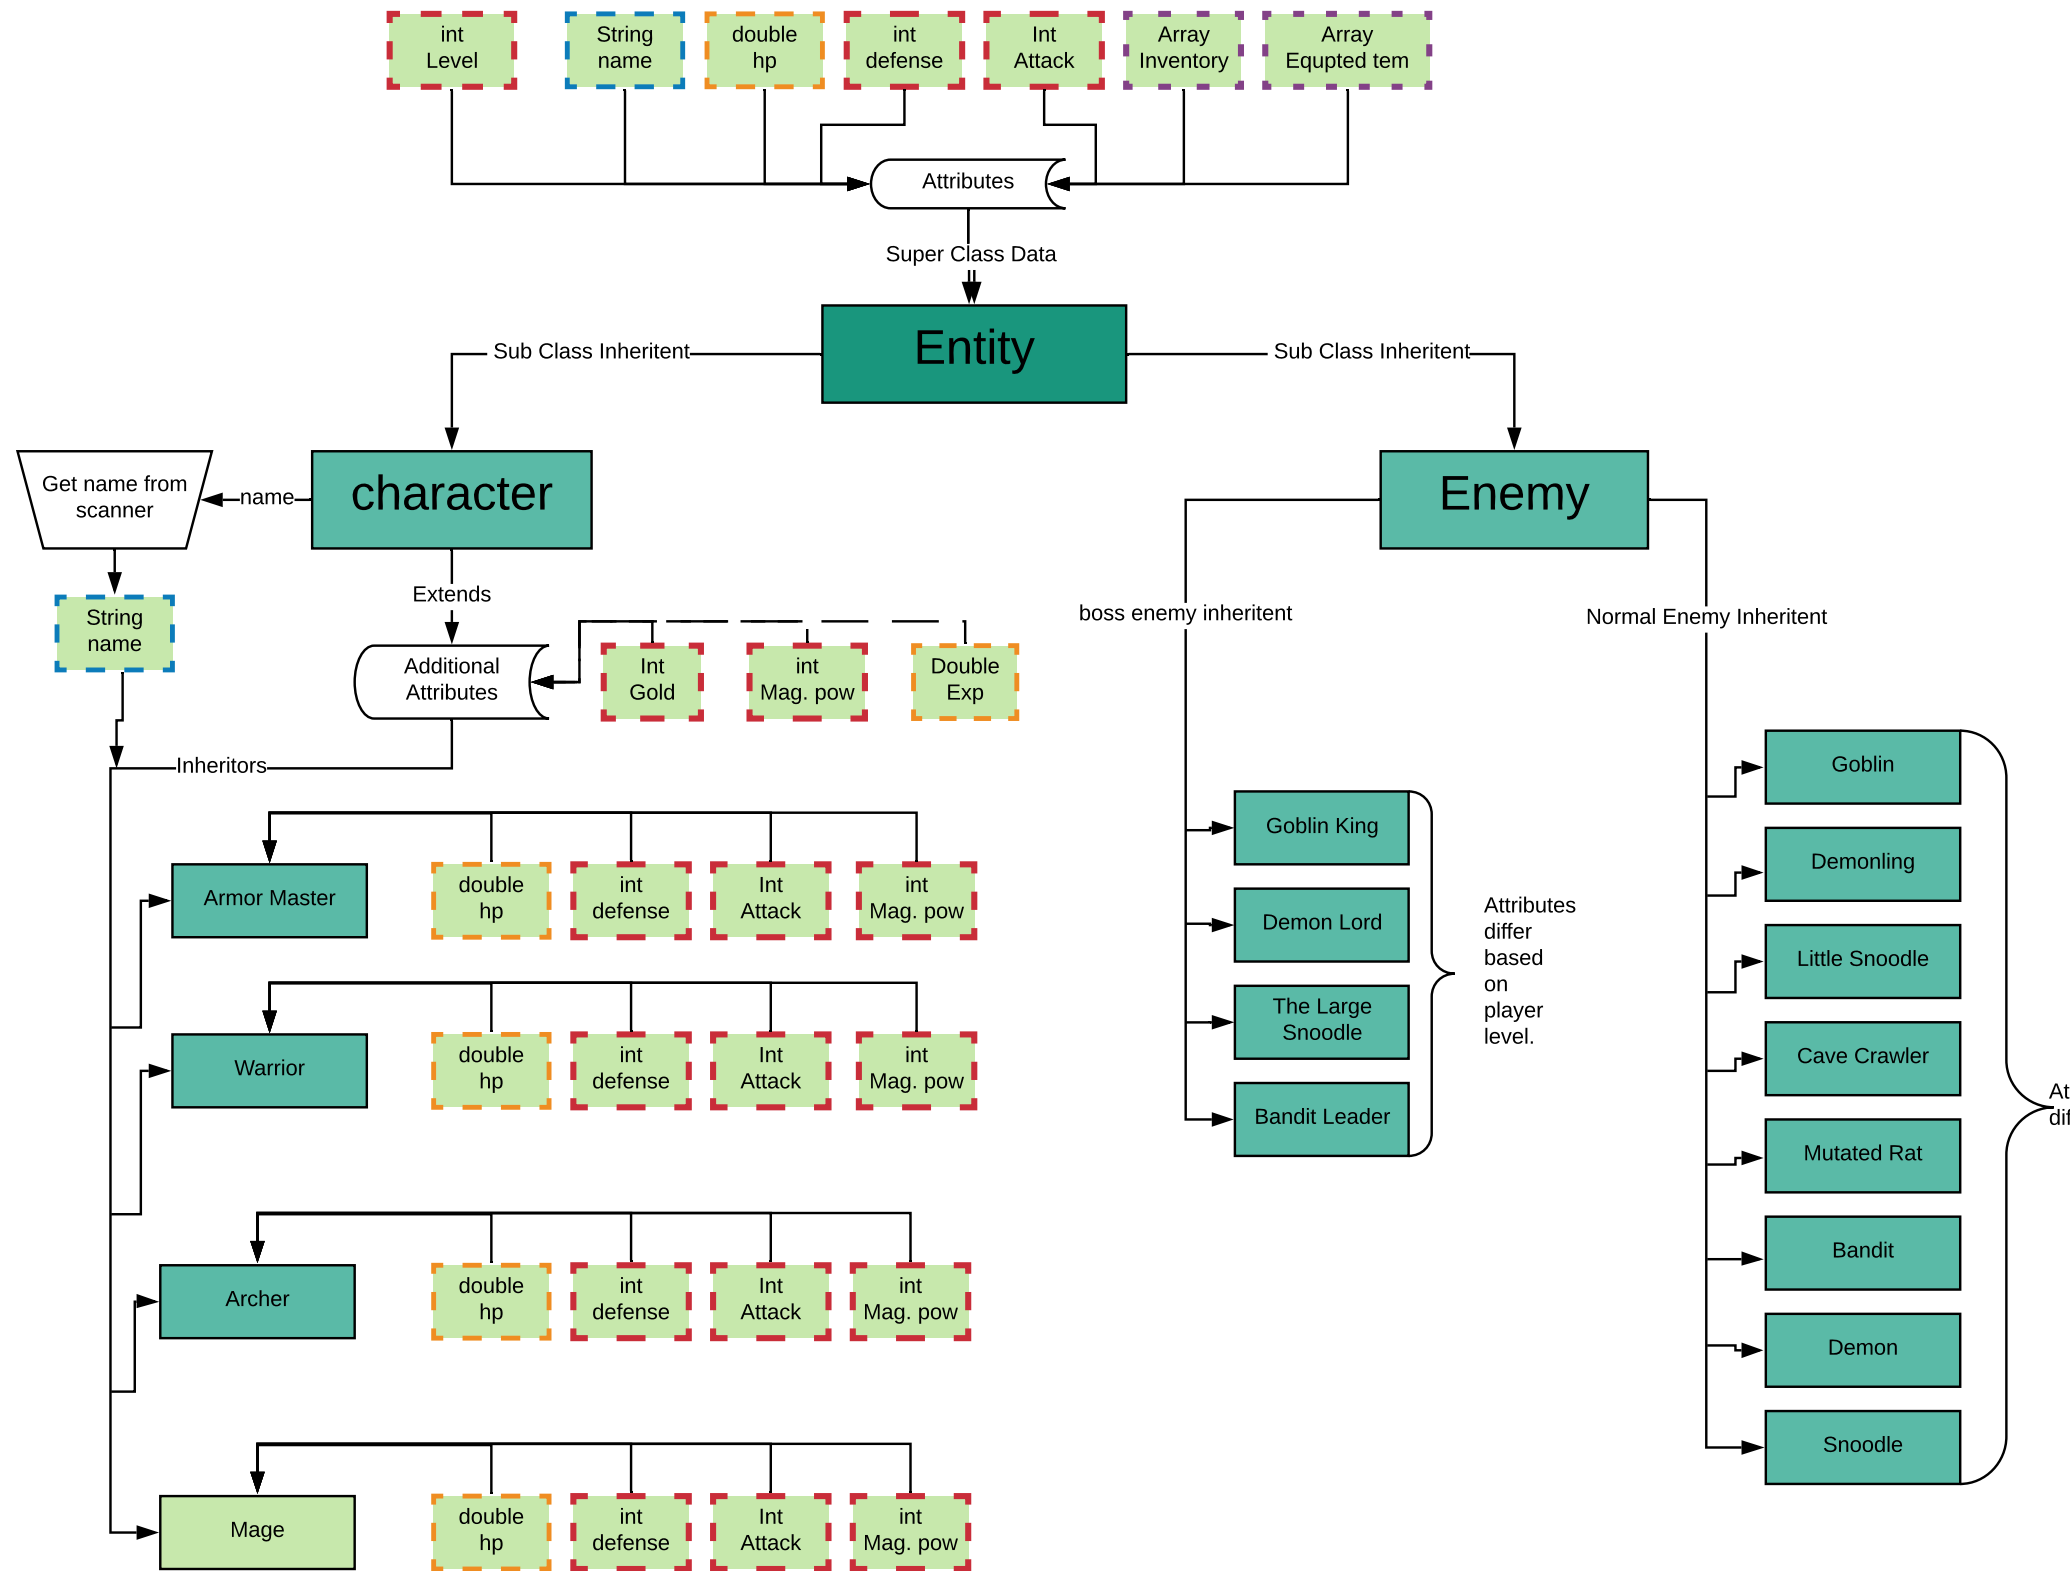 int
Level
String
name
double
hp
int
defense
Int
Attack
Array
Inventory
Array
Equpted tem
Attributes
Super Class Data
Entity
Sub Class Inheritent
Sub Class Inheritent
character
Enemy
Get name from
scanner
name
String
name
Extends
Additional
Attributes
Int
Gold
int
Mag. pow
Double
Exp
Inheritors
boss enemy inheritent
Normal Enemy Inheritent
Armor Master
double
hp
int
defense
Int
Attack
int
Mag. pow
Warrior
double
hp
int
defense
Int
Attack
int
Mag. pow
Archer
double
hp
int
defense
Int
Attack
int
Mag. pow
Mage
double
hp
int
defense
Int
Attack
int
Mag. pow
Goblin King
Demon Lord
The Large
Snoodle
Bandit Leader
Attributes
differ
based
on
player
level.
Goblin
Demonling
Little Snoodle
Cave Crawler
Mutated Rat
Bandit
Demon
Snoodle